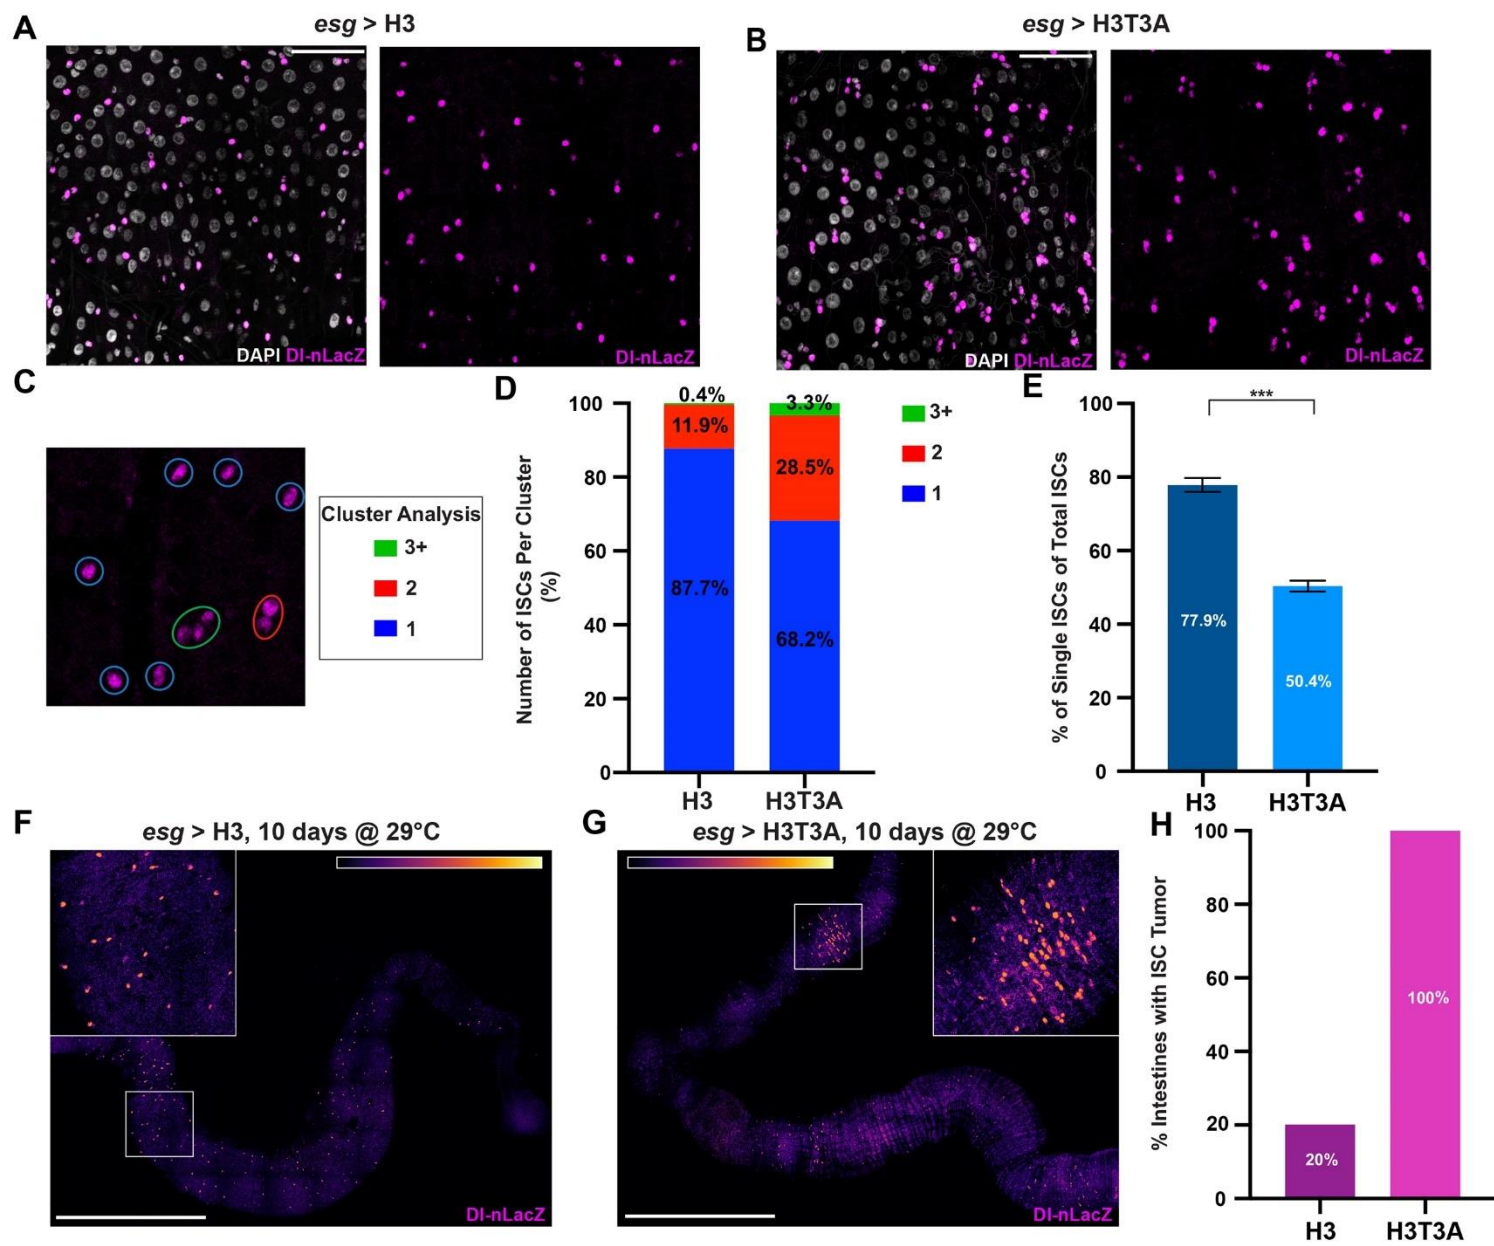 A
esg > H3
DAPI Dl-nLacZ
Dl-nLacZ
B
esg > H3T3A
DAPI Dl-nLacZ
Dl-nLacZ
C
Cluster Analysis
3+
2
1
D
Number of ISCs Per Cluster
(%)
100
80
60
40
20
0
0.4%
11.9%
87.7%
3.3%
28.5%
68.2%
H3
H3T3A
3+
2
1
E
% of Single ISCs of Total ISCs
100
80
60
40
20
0
***
77.9%
50.4%
H3
H3T3A
F
esg > H3, 10 days @ 29°C
Dl-nLacZ
G
esg > H3T3A, 10 days @ 29°C
Dl-nLacZ
H
% Intestines with ISC Tumor
100
80
60
40
20
0
20%
100%
H3
H3T3A